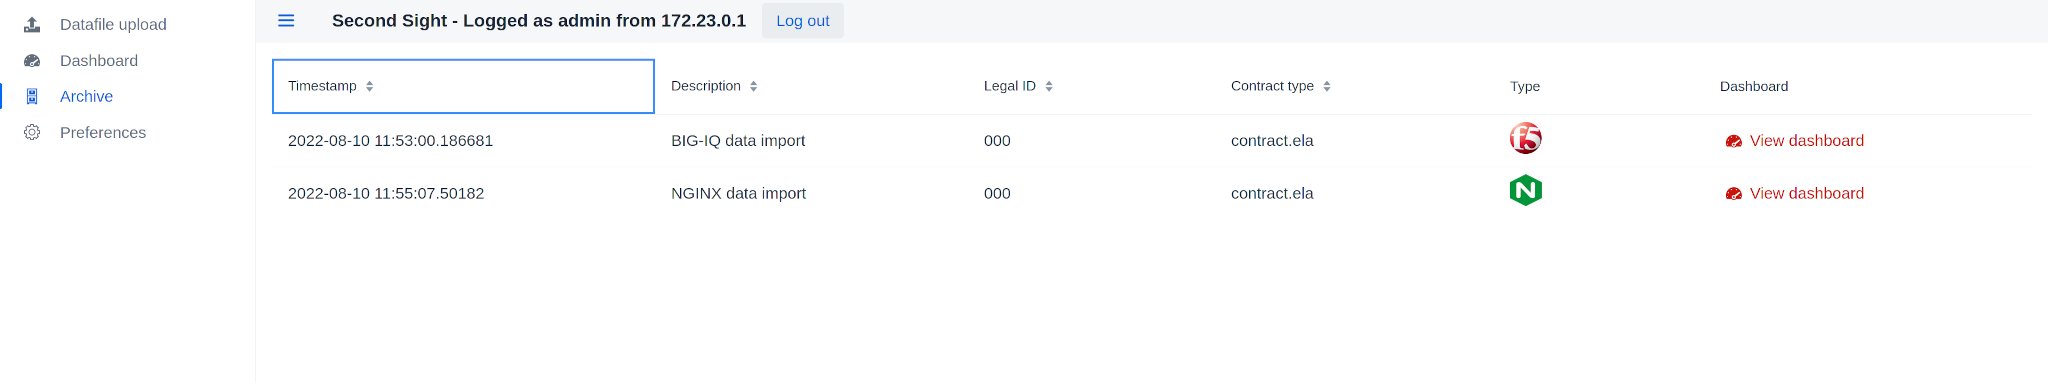 Datafile upload
Dashboard
Archive
Preferences
Second Sight - Logged as admin from 172.23.0.1 Log out
Timestamp Description Legal ID Contract type Type Dashboard
2022-08-10 11:53:00.186681 BIG-IQ data import 000 contract.ela f5 View dashboard
2022-08-10 11:55:07.50182 NGINX data import 000 contract.ela N View dashboard